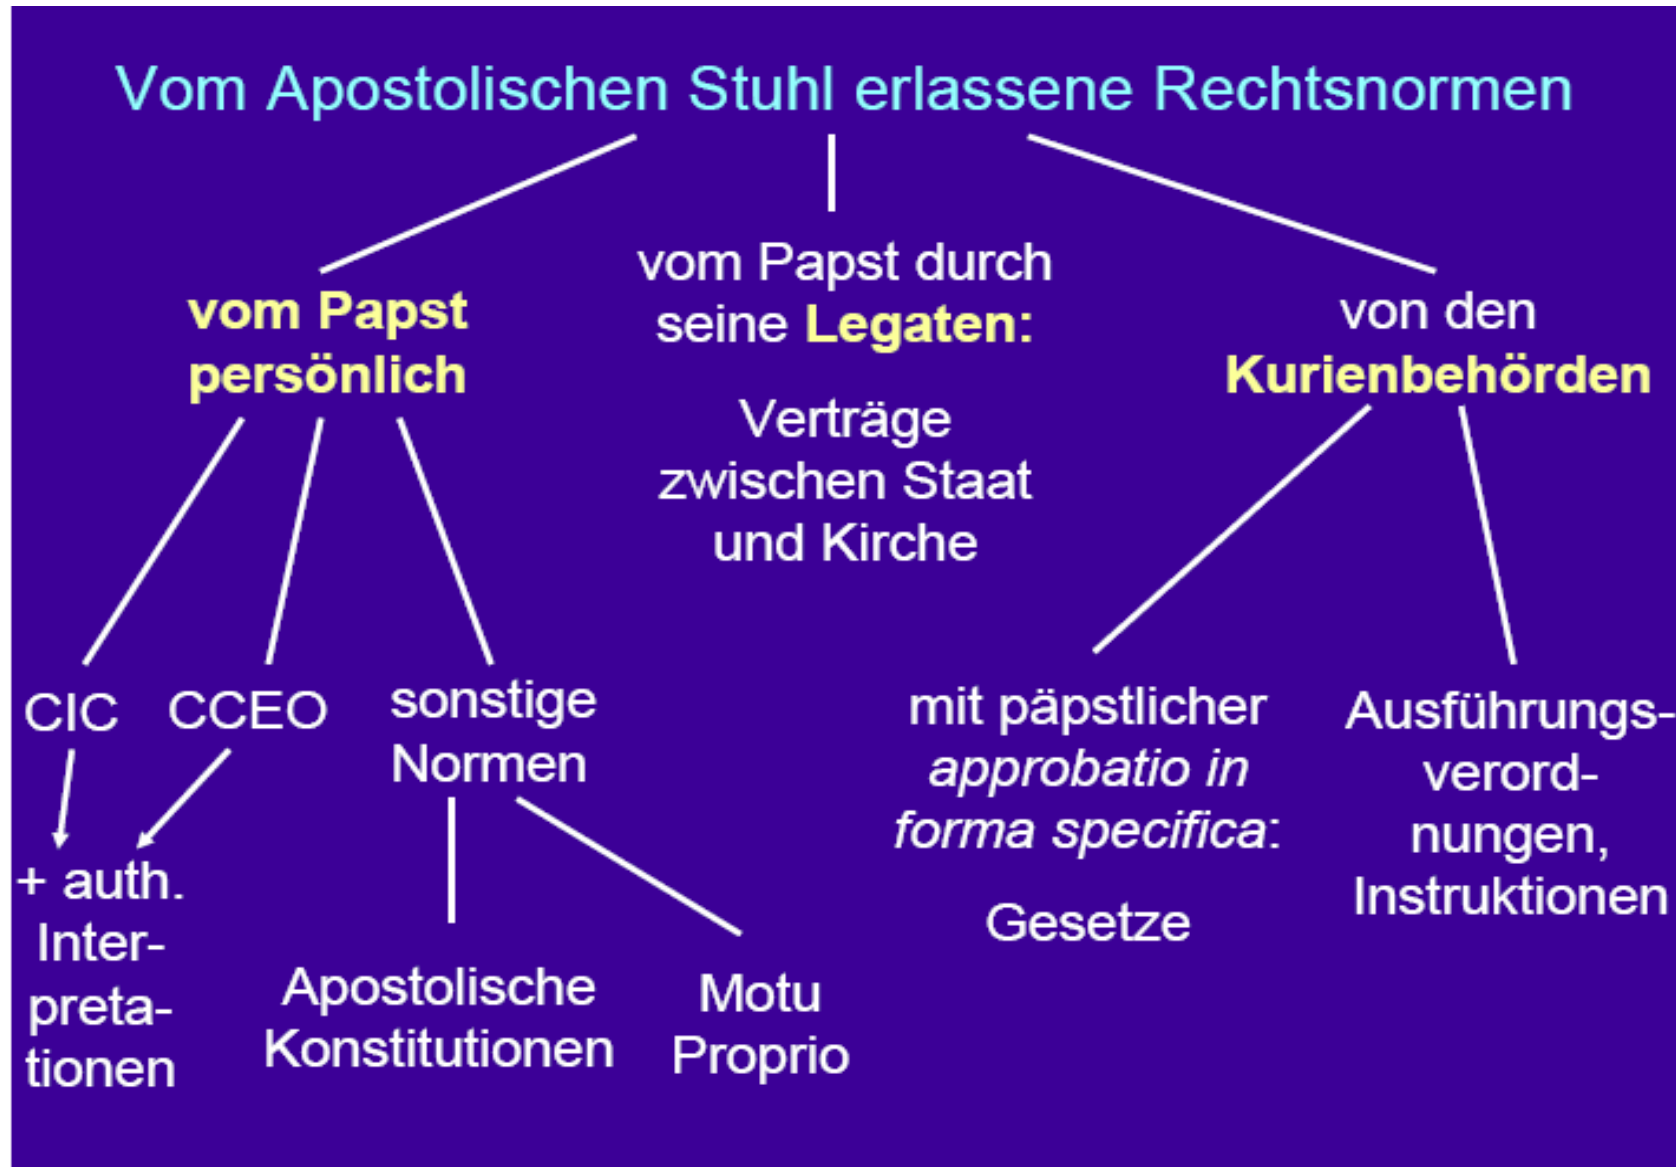 Vom Apostolischen Stuhl erlassene Rechtsnormen
vom Papst
persönlich
vom Papst durch
seine Legaten:
Verträge
zwischen Staat
und Kirche
von den
Kurienbehörden
CIC
CCEO
sonstige
Normen
+ auth.
Inter-
preta-
tionen
Apostolische
Konstitutionen
Motu
Proprio
mit päpstlicher
approbatio in
forma specifica:
Gesetze
Ausführungs-
verord-
nungen,
Instruktionen